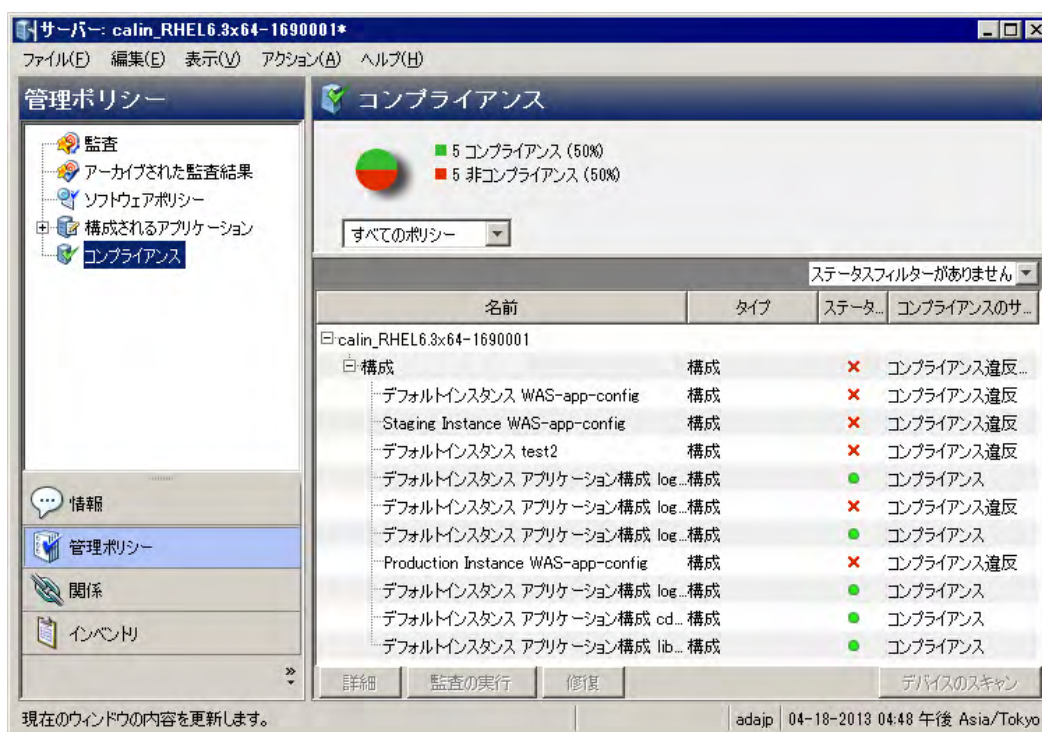 サーバー: calin_RHEL6.3x64-1690001*
ファイル(F) 編集(E) 表示(V) アクション(A) ヘルプ(H)
管理ポリシー
監査
アーカイブされた監査結果
ソフトウェアポリシー
構成されるアプリケーション
コンプライアンス
情報
管理ポリシー
関係
インベントリ
コンプライアンス
5 コンプライアンス (50%)
5 非コンプライアンス (50%)
すべてのポリシー
ステータスフィルターがありません
名前 タイプ ステータ... コンプライアンスのサ...
calin_RHEL6.3x64-1690001
構成 構成 コンプライアンス違反...
デフォルトインスタンス WAS-app-config 構成 コンプライアンス違反
Staging Instance WAS-app-config 構成 コンプライアンス違反
デフォルトインスタンス test2 構成 コンプライアンス違反
デフォルトインスタンス アプリケーション構成 log... 構成 コンプライアンス
デフォルトインスタンス アプリケーション構成 log... 構成 コンプライアンス違反
デフォルトインスタンス アプリケーション構成 log... 構成 コンプライアンス
Production Instance WAS-app-config 構成 コンプライアンス違反
デフォルトインスタンス アプリケーション構成 log... 構成 コンプライアンス
デフォルトインスタンス アプリケーション構成 cd... 構成 コンプライアンス
デフォルトインスタンス アプリケーション構成 lib... 構成 コンプライアンス
詳細 監査の実行 修復 デバイスのスキャン
現在のウィンドウの内容を更新します。 adajp 04-18-2013 04:48 午後 Asia/Tokyo